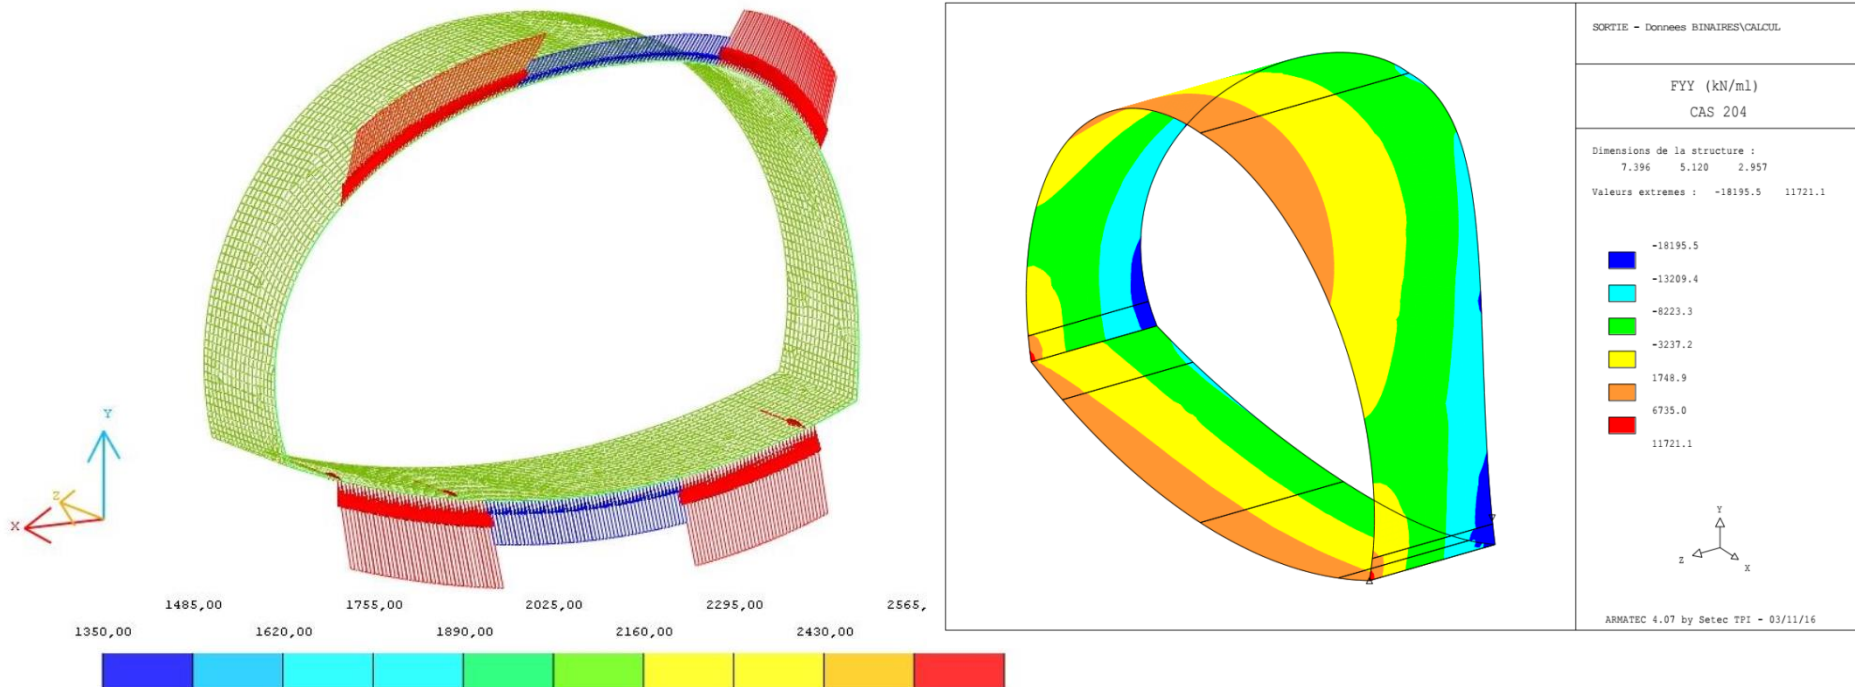 Y
Z
X
1485,00 1755,00 2025,00 2295,00 2565,
1350,00 1620,00 1890,00 2160,00 2430,00
SORTIE - Donnees BINAIRES\CALCUL
FYY (kN/ml)
CAS 204
Dimensions de la structure :
7.396 5.120 2.957
Valeurs extremes : -18195.5 11721.1
-18195.5
-13209.4
-8223.3
-3237.2
1748.9
6735.0
11721.1
Y
Z
X
ARMATEC 4.07 by Setec TPI - 03/11/16